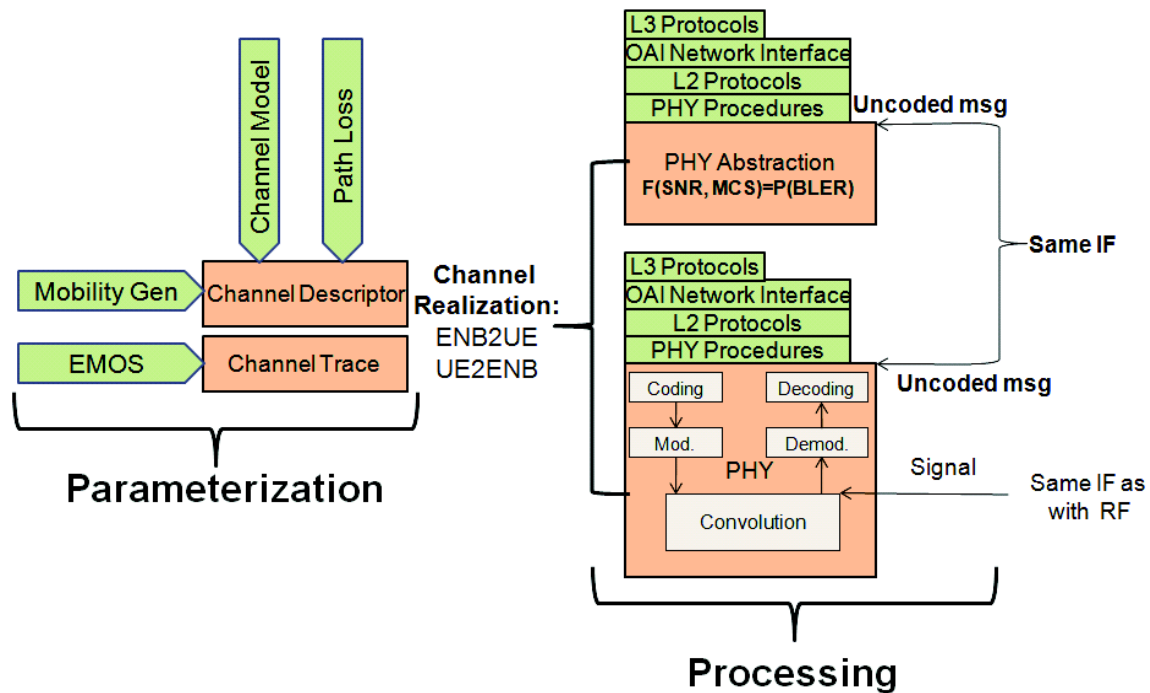 Channel Model
Path Loss
Mobility Gen
Channel Descriptor
EMOS
Channel Trace
Parameterization
Channel
Realization:
ENB2UE
UE2ENB
L3 Protocols
OAI Network Interface
L2 Protocols
PHY Procedures
Uncoded msg
PHY Abstraction
F(SNR, MCS)=P(BLER)
Same IF
L3 Protocols
OAI Network Interface
L2 Protocols
PHY Procedures
Uncoded msg
Coding
Decoding
Mod.
Demod.
PHY
Convolution
Signal
Same IF as
with RF
Processing